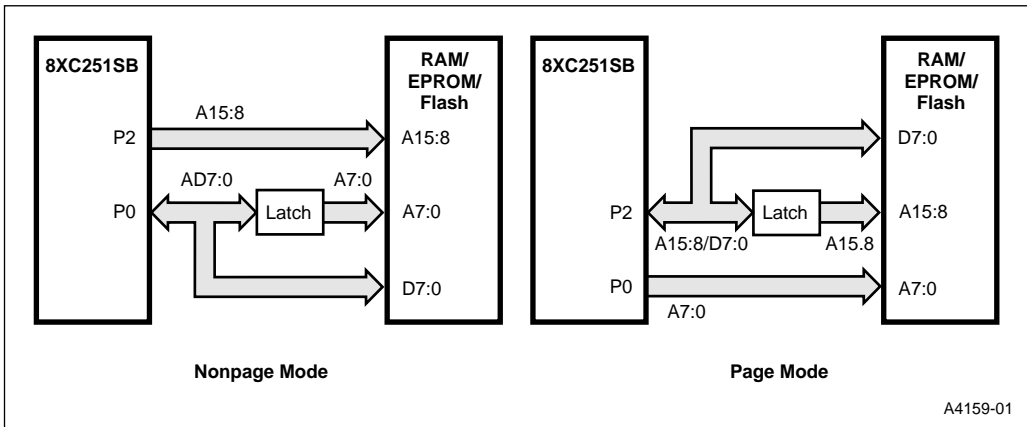 8XC251SB
P2
P0
A15:8
AD7:0
Latch
A7:0
RAM/
EPROM/
Flash
A15:8
A7:0
D7:0
Nonpage Mode
8XC251SB
P2
P0
A15:8/D7:0
Latch
A15.8
A7:0
RAM/
EPROM/
Flash
D7:0
A15:8
A7:0
Page Mode
A4159-01